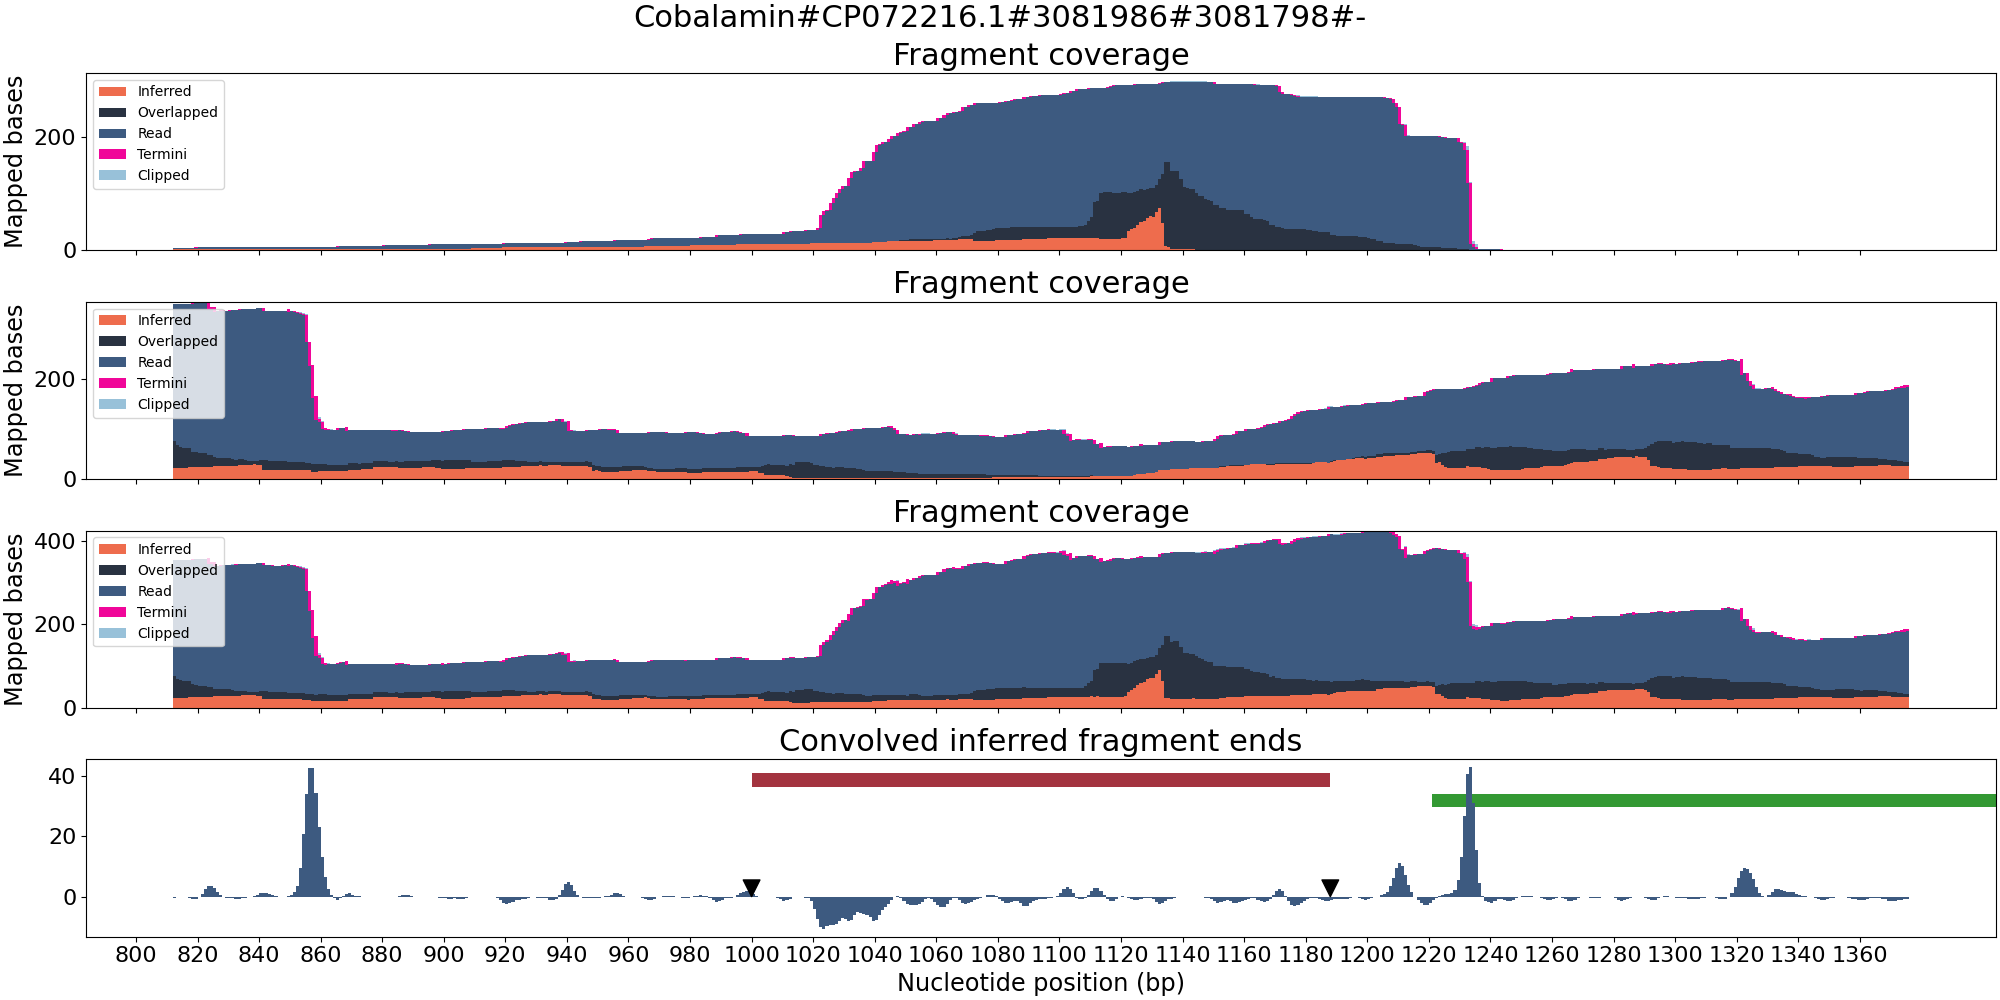 Cobalamin#CP072216.1#3081986#3081798#-
Fragment coverage
Mapped bases
200
0
Inferred
Overlapped
Read
Termini
Clipped
Fragment coverage
Mapped bases
200
0
Inferred
Overlapped
Read
Termini
Clipped
Fragment coverage
Mapped bases
400
200
0
Inferred
Overlapped
Read
Termini
Clipped
Convolved inferred fragment ends
40
20
0
800 820 840 860 880 900 920 940 960 980 1000 1020 1040 1060 1080 1100 1120 1140 1160 1180 1200 1220 1240 1260 1280 1300 1320 1340 1360
Nucleotide position (bp)